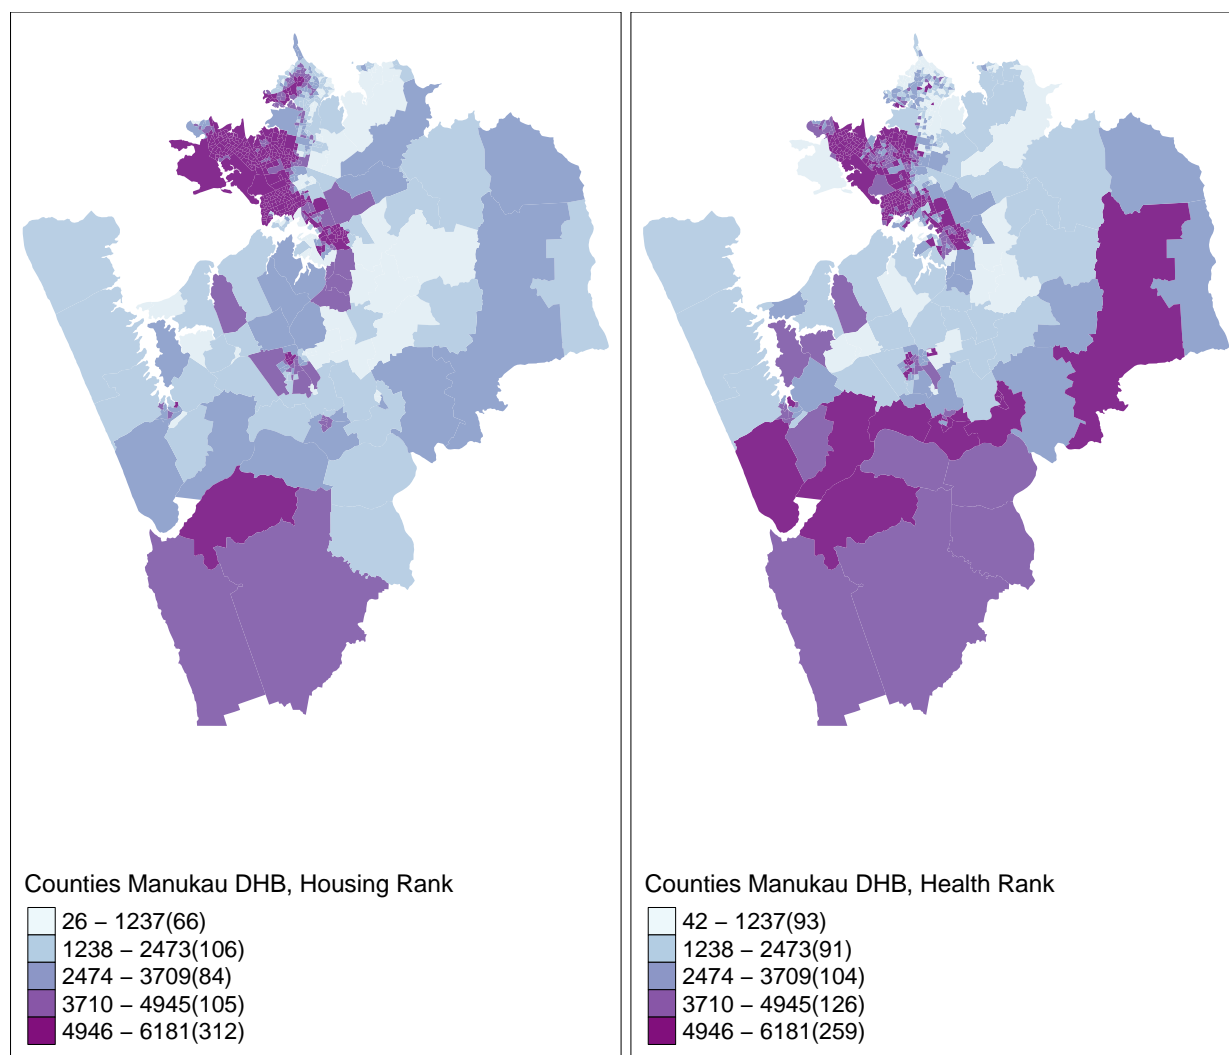 Counties Manukau DHB, Housing Rank
26 – 1237(66)
1238 – 2473(106)
2474 – 3709(84)
3710 – 4945(105)
4946 – 6181(312)
Counties Manukau DHB, Health Rank
42 – 1237(93)
1238 – 2473(91)
2474 – 3709(104)
3710 – 4945(126)
4946 – 6181(259)